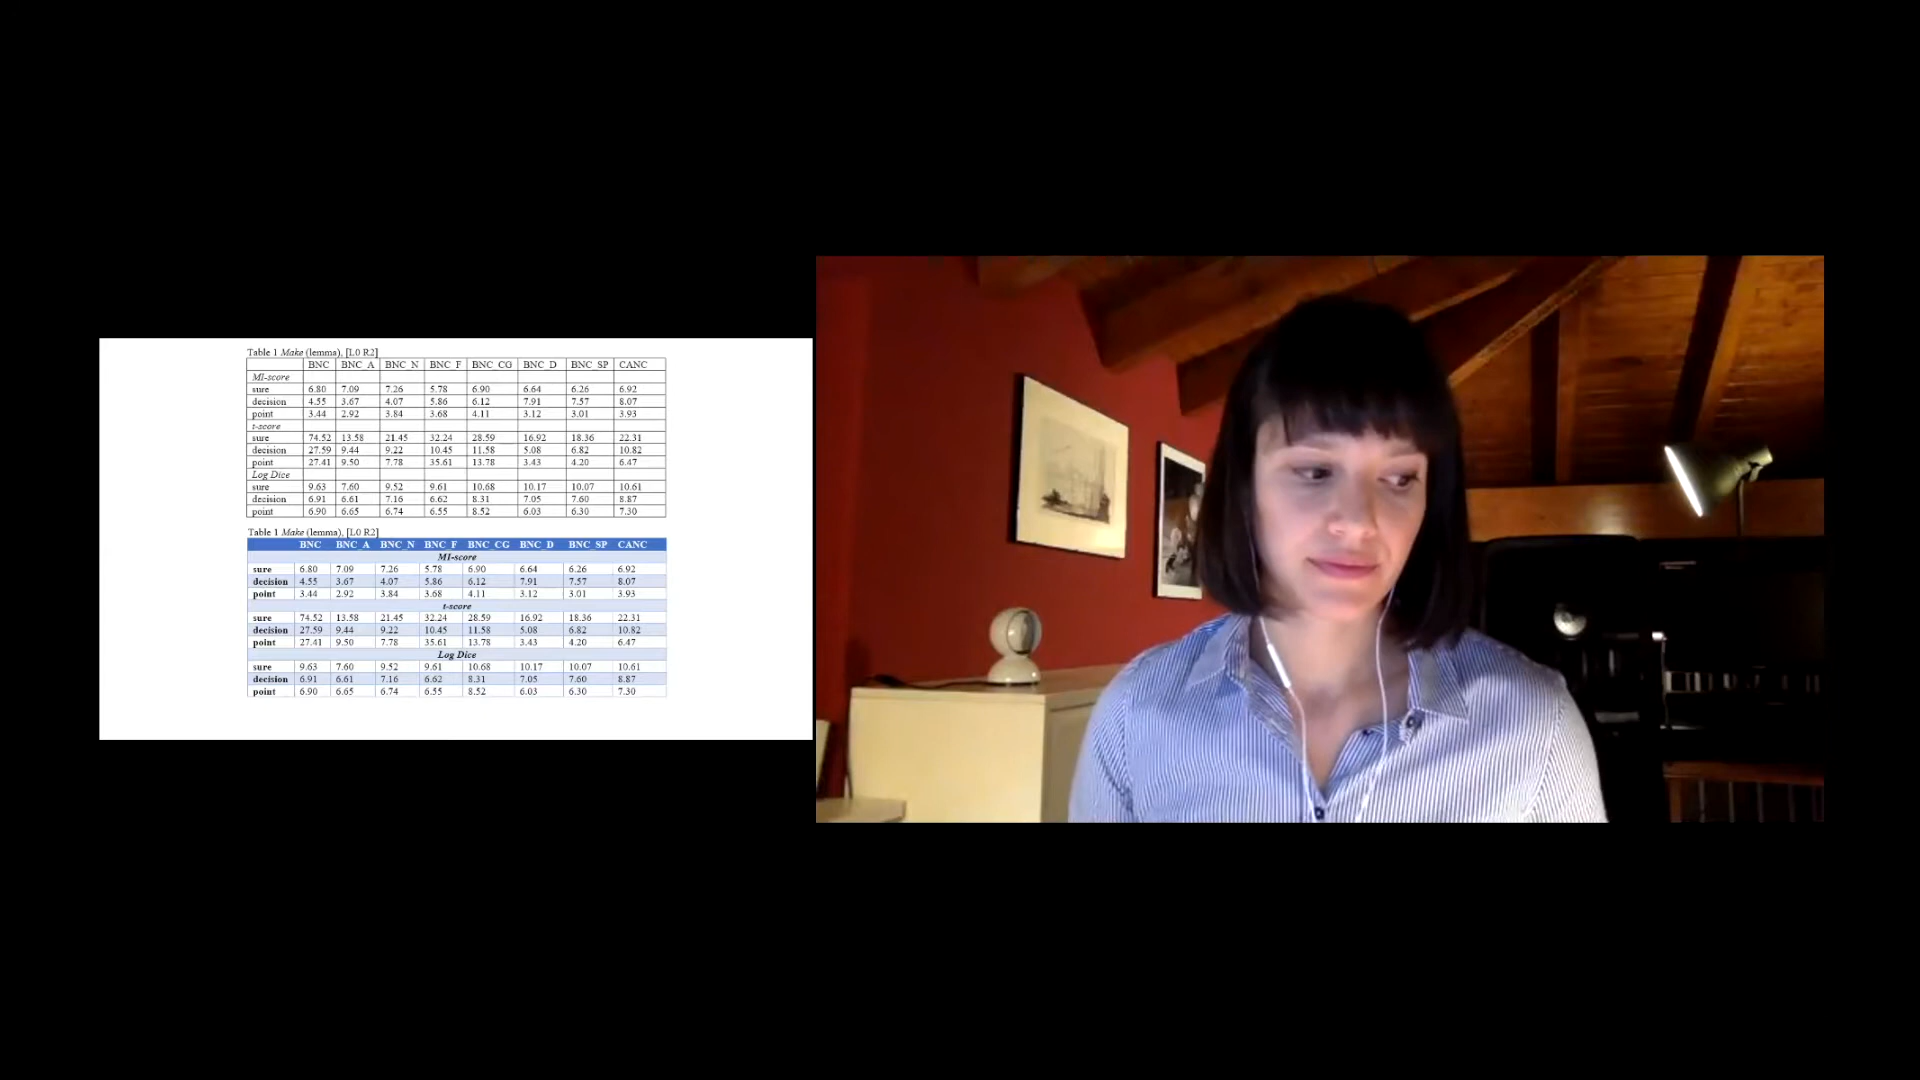 Table 1 Make (lemma), [L0 R2]
BNC BNC_A BNC_N BNC_F BNC_CG BNC_D BNC_SP CANC
MI-score
sure 6.80 7.09 7.26 5.78 6.90 6.64 6.26 6.92
decision 4.55 3.67 4.07 5.86 6.12 7.91 7.57 8.07
point 3.44 2.92 3.84 3.68 4.11 3.12 3.01 3.93
t-score
sure 74.52 13.58 21.45 32.24 28.59 16.92 18.36 22.31
decision 27.59 9.44 9.22 10.45 11.58 5.08 6.82 10.82
point 27.41 9.50 7.78 35.61 13.78 3.43 4.20 6.47
Log Dice
sure 9.63 7.60 9.52 9.61 10.68 10.17 10.07 10.61
decision 6.91 6.61 7.16 6.62 8.31 7.05 7.60 8.87
point 6.90 6.65 6.74 6.55 8.52 6.03 6.30 7.30
Table 1 Make (lemma), [L0 R2]
BNC BNC_A BNC_N BNC_F BNC_CG BNC_D BNC_SP CANC
MI-score
sure 6.80 7.09 7.26 5.78 6.90 6.64 6.26 6.92
decision 4.55 3.67 4.07 5.86 6.12 7.91 7.57 8.07
point 3.44 2.92 3.84 3.68 4.11 3.12 3.01 3.93
t-score
sure 74.52 13.58 21.45 32.24 28.59 16.92 18.36 22.31
decision 27.59 9.44 9.22 10.45 11.58 5.08 6.82 10.82
point 27.41 9.50 7.78 35.61 13.78 3.43 4.20 6.47
Log Dice
sure 9.63 7.60 9.52 9.61 10.68 10.17 10.07 10.61
decision 6.91 6.61 7.16 6.62 8.31 7.05 7.60 8.87
point 6.90 6.65 6.74 6.55 8.52 6.03 6.30 7.30